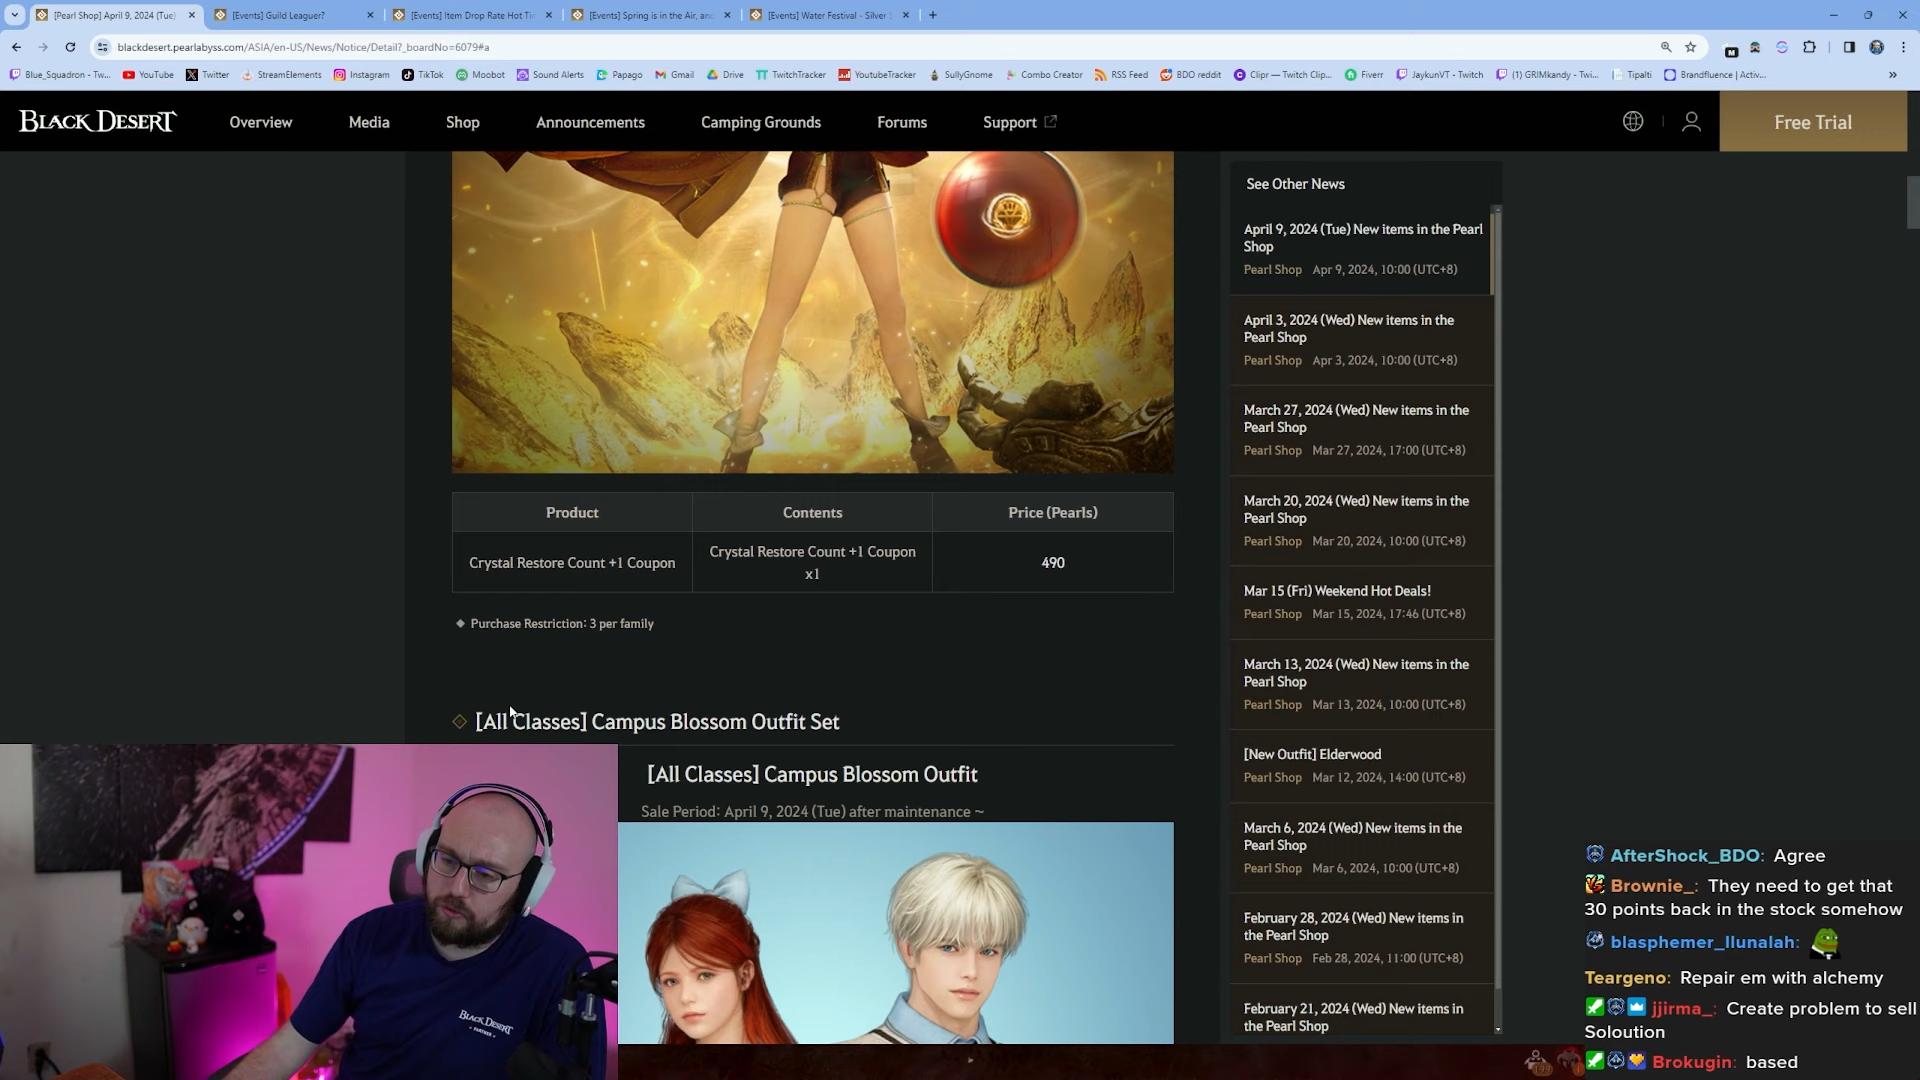 [Pearl Shop] April 9, 2024 (Tue)
[Events] Guild Leaguer?
[Events] Item Drop Rate Hot Tim
[Events] Spring is in the Air, and
[Events] Water Festival - Silver S
blackdesert.pearlabyss.com/ASIA/en-US/News/Notice/Detail?_boardNo=6079#a
Blue_Squadron - Tw... YouTube Twitter StreamElements Instagram TikTok Moobot Sound Alerts Papago Gmail Drive TwitchTracker YoutubeTracker SullyGnome Combo Creator RSS Feed BDO reddit Clipr — Twitch Clip... Fiverr JaykunVT - Twitch (1) GRIMkandy - Twi... Tipalti Brandfluence | Activ...
BLACK DESERT Overview Media Shop Announcements Camping Grounds Forums Support Free Trial
Product Contents Price (Pearls)
Crystal Restore Count +1 Coupon
Crystal Restore Count +1 Coupon
x1
490
Purchase Restriction: 3 per family
[All Classes] Campus Blossom Outfit Set
[All Classes] Campus Blossom Outfit
Sale Period: April 9, 2024 (Tue) after maintenance ~
See Other News
April 9, 2024 (Tue) New items in the Pearl
Shop
Pearl Shop Apr 9, 2024, 10:00 (UTC+8)
April 3, 2024 (Wed) New items in the
Pearl Shop
Pearl Shop Apr 3, 2024, 10:00 (UTC+8)
March 27, 2024 (Wed) New items in the
Pearl Shop
Pearl Shop Mar 27, 2024, 17:00 (UTC+8)
March 20, 2024 (Wed) New items in the
Pearl Shop
Pearl Shop Mar 20, 2024, 10:00 (UTC+8)
Mar 15 (Fri) Weekend Hot Deals!
Pearl Shop Mar 15, 2024, 17:46 (UTC+8)
March 13, 2024 (Wed) New items in the
Pearl Shop
Pearl Shop Mar 13, 2024, 10:00 (UTC+8)
[New Outfit] Elderwood
Pearl Shop Mar 12, 2024, 14:00 (UTC+8)
March 6, 2024 (Wed) New items in the
Pearl Shop
Pearl Shop Mar 6, 2024, 10:00 (UTC+8)
February 28, 2024 (Wed) New items in
the Pearl Shop
Pearl Shop Feb 28, 2024, 11:00 (UTC+8)
February 21, 2024 (Wed) New items in
the Pearl Shop
BLACK DESERT
PARTNER
AfterShock_BDO: Agree
Brownie_: They need to get that
30 points back in the stock somehow
blasphemer_llunalah:
Teargeno: Repair em with alchemy
jjirma_: Create problem to sell
Soloution
Brokugin: based